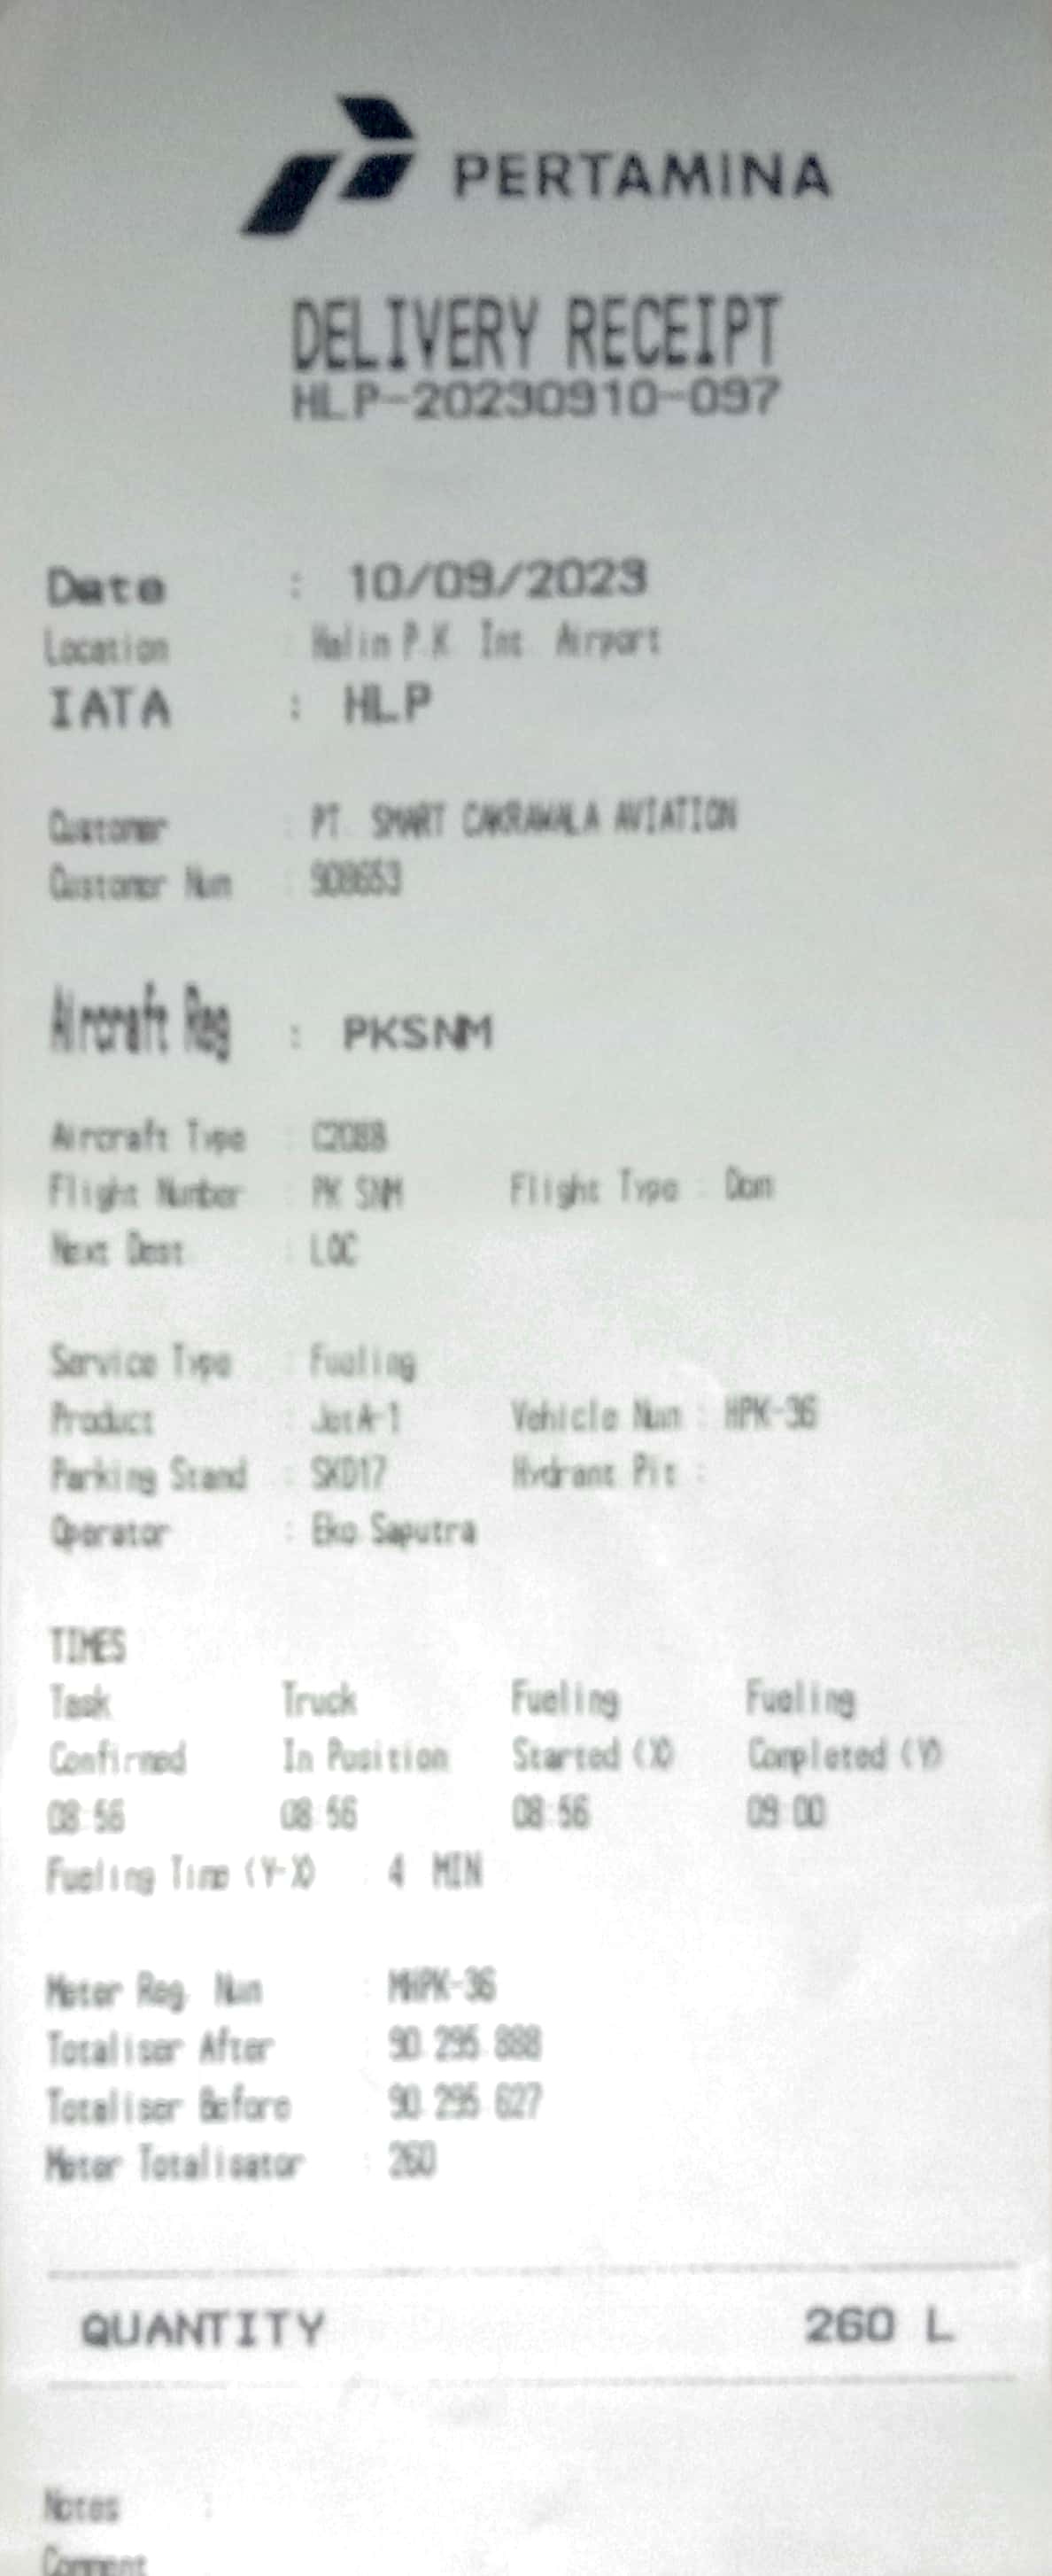 PERTAMINA
DELIVERY RECEIPT
HLP-20230910-097
Date : 10/09/2023
Location : Halim P.K. Int. Airport
IATA : HLP
Customer : PT. SMART CAKRAWALA AVIATION
Customer Num : 908653
Aircraft Reg : PKSNM
Aircraft Type : C208B
Flight Number : PK SNM Flight Type : Dom
Next Dest. : LOC
Service Type : Fueling
Product : JetA-1 Vehicle Num : HPK-36
Parking Stand : SKD17 Hydrant Pit :
Operator : Eko Saputra
TIMES
Task Truck Fueling Fueling
Confirmed In Position Started (X) Completed (Y)
08:56 08:56 08:56 09:00
Fueling Time (Y-X) : 4 MIN
Meter Reg. Num : MHPK-36
Totaliser After : 90.295.888
Totaliser Before : 90.295.627
Meter Totalisator : 260
QUANTITY 260 L
Notes :
Comment